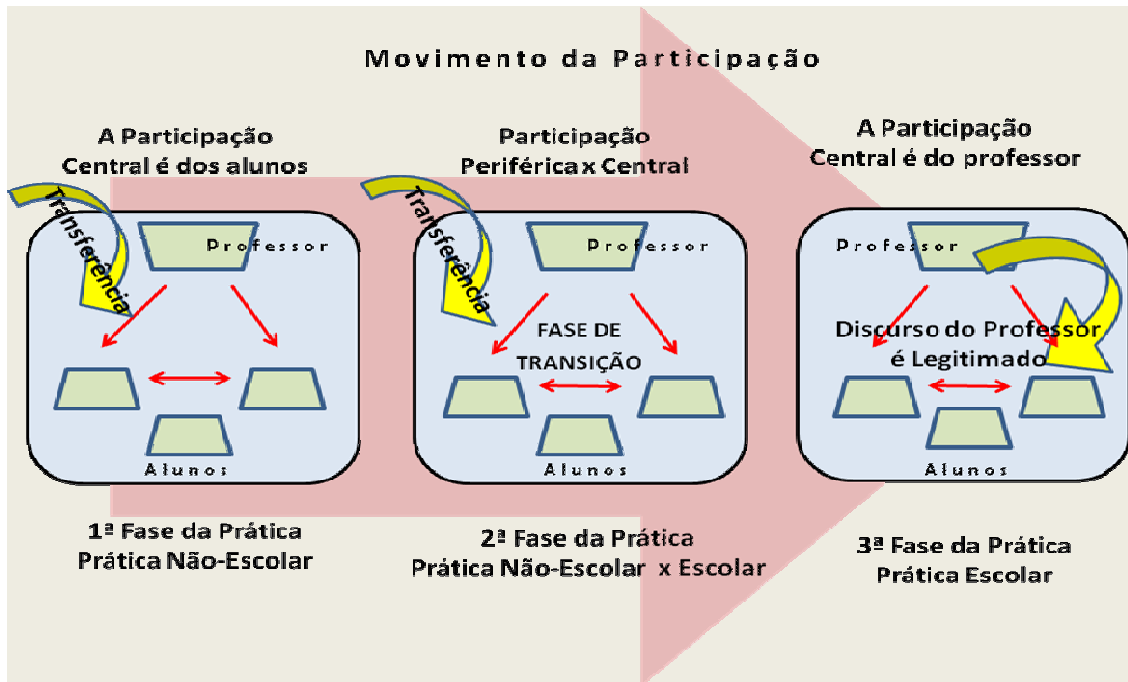 Movimento da Participação
A Participação
Central é dos alunos
Transferência
Professor
Alunos
1ª Fase da Prática
Prática Não-Escolar
Participação
Periférica x Central
Transferência
Professor
FASE DE
TRANSIÇÃO
Alunos
2ª Fase da Prática
Prática Não-Escolar x Escolar
A Participação
Central é do professor
Professor
Discurso do Professor
é Legitimado
Alunos
3ª Fase da Prática
Prática Escolar